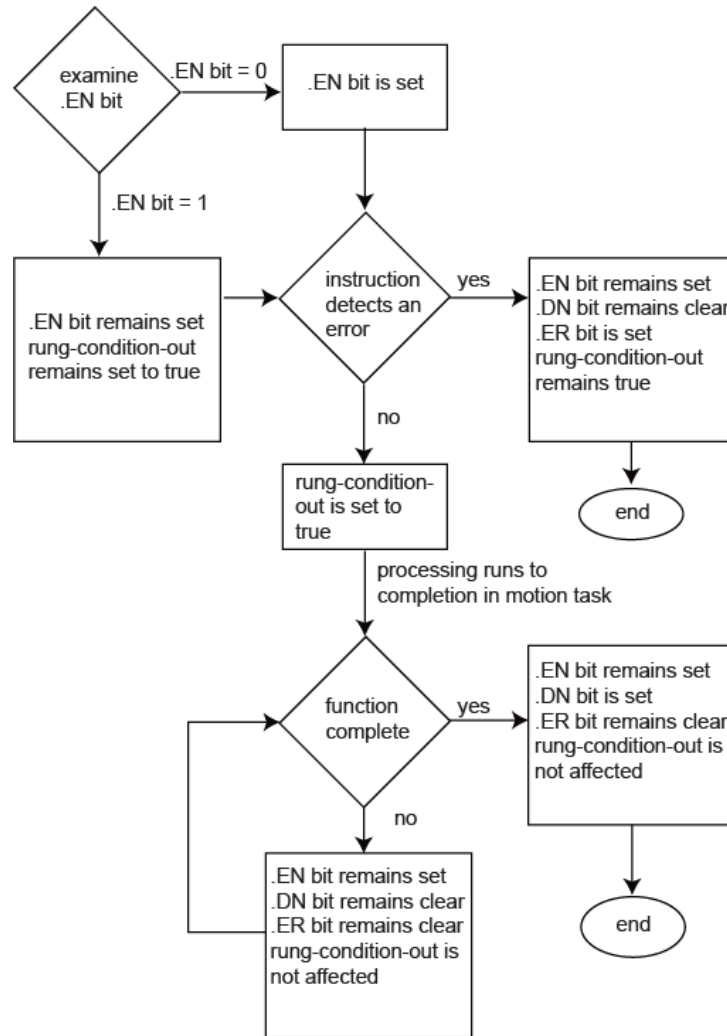 examine
.EN bit
.EN bit = 0
.EN bit is set
.EN bit = 1
.EN bit remains set
rung-condition-out
remains set to true
instruction
detects an
error
yes
.EN bit remains set
.DN bit remains clear
.ER bit is set
rung-condition-out
remains true
end
no
rung-condition-
out is set to
true
processing runs to
completion in motion task
function
complete
yes
.EN bit remains set
.DN bit is set
.ER bit remains clear
rung-condition-out is
not affected
end
no
.EN bit remains set
.DN bit remains clear
.ER bit remains clear
rung-condition-out is
not affected